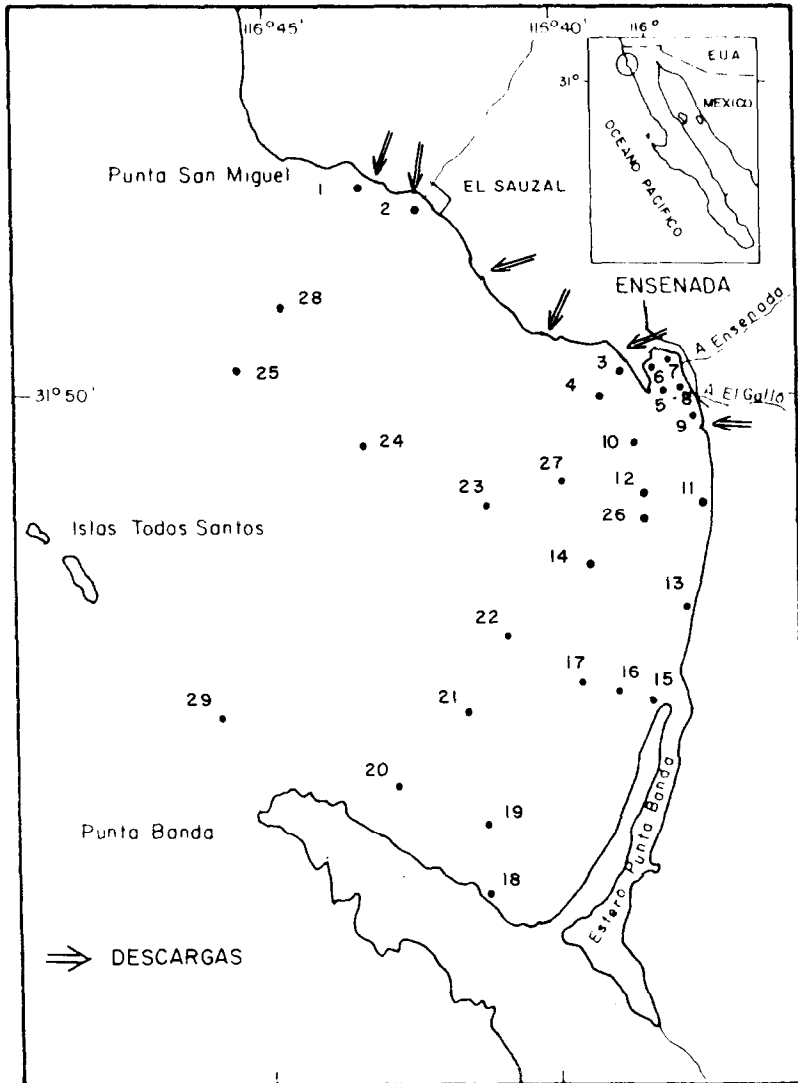 116°45'
115°40'
116°
EUA
31°
MEXICO
OCEANO PACIFICO
Punta San Miguel
1
2
EL SAUZAL
ENSENADA
28
A Ensenada
3
6
7
25
31°50'
4
5
8
A El Gallo
9
10
24
27
12
11
23
26
Islas Todos Santos
14
13
22
17
16
15
29
21
20
19
Punta Banda
18
Estero Punta Banda
DESCARGAS